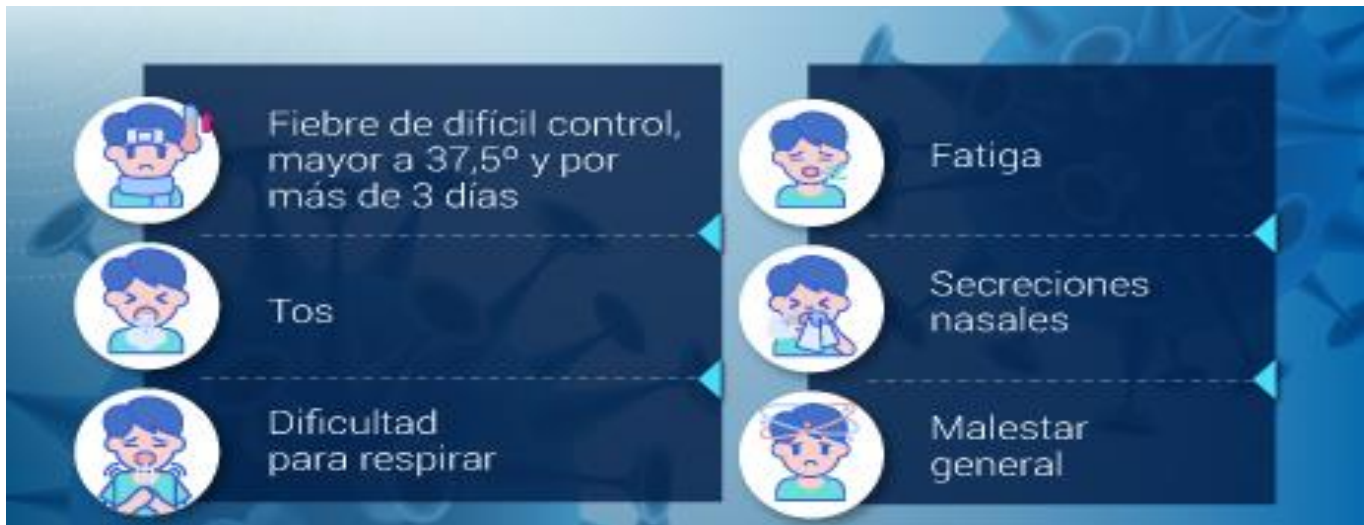 Fiebre de difícil control,
mayor a 37,5º y por
más de 3 días
Tos
Dificultad
para respirar
Fatiga
Secreciones
nasales
Malestar
general